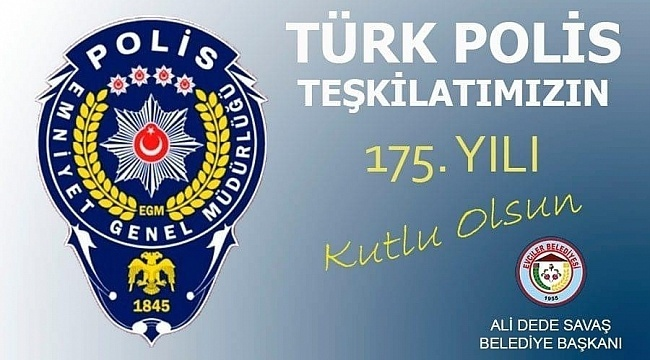 POLİS
EMNİYET GENEL MÜDÜRLÜĞÜ
EGM
1845
TÜRK POLİS
TEŞKİLATIMIZIN
175. YILI
Kutlu Olsun
EVCİLER BELEDİYESİ
1955
ALİ DEDE SAVAŞ
BELEDİYE BAŞKANI